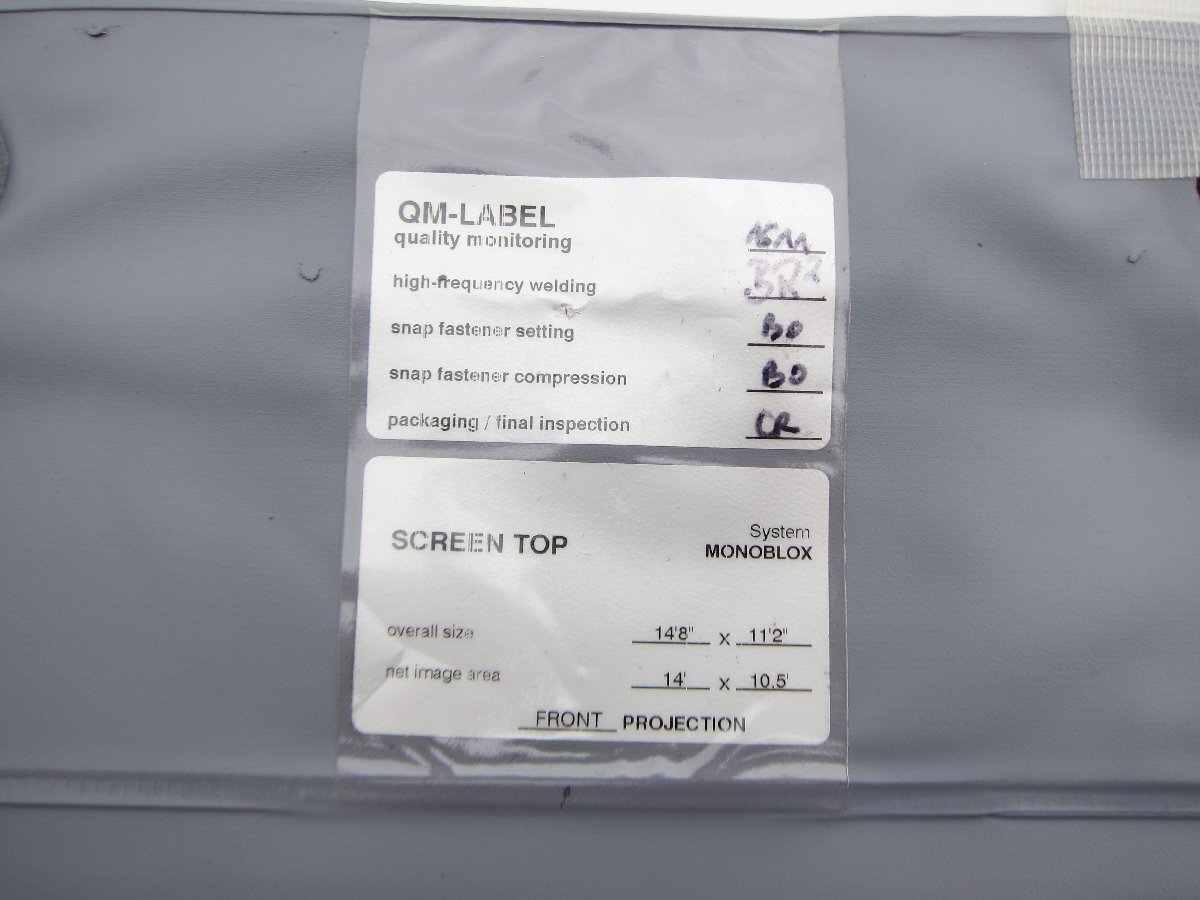 QM-LABEL
quality monitoring
high-frequency welding
snap fastener setting BO
snap fastener compression BO
packaging / final inspection CR
SCREEN TOP System
MONOBLOX
overall size 14'8" x 11'2"
net image area 14' x 10,5'
FRONT PROJECTION